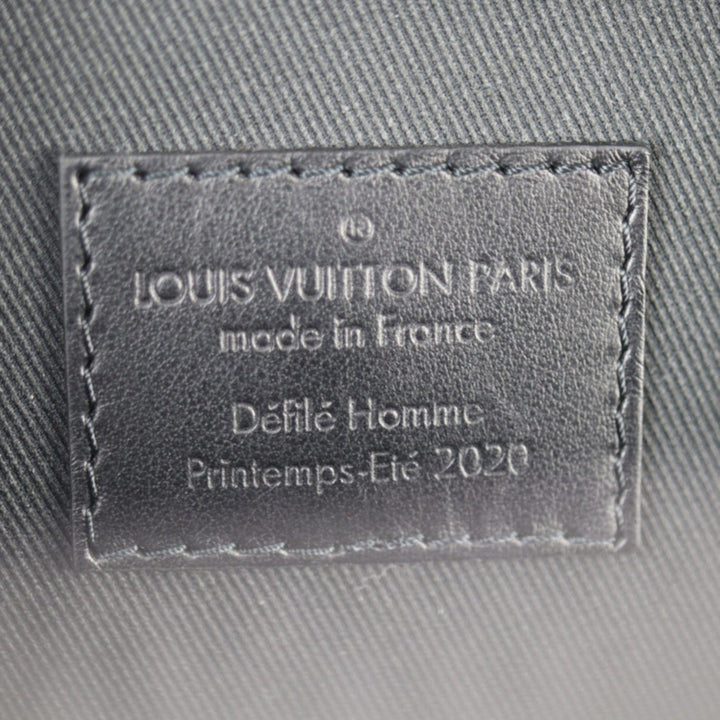 ®
LOUIS VUITTON PARIS
made in France
Défilé Homme
Printemps-Eté 2020